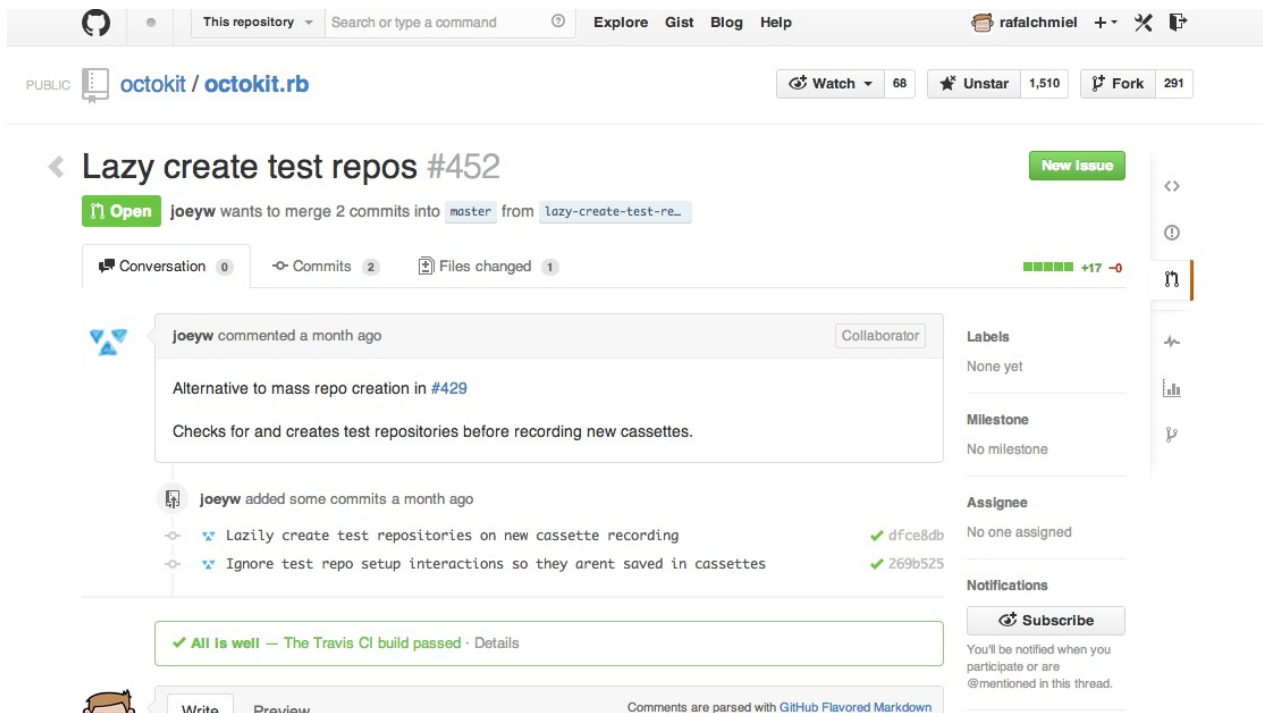 This repository Search or type a command Explore Gist Blog Help rafalchmiel
PUBLIC octokit / octokit.rb Watch 68 Unstar 1,510 Fork 291
Lazy create test repos #452 New Issue
Open joeyw wants to merge 2 commits into master from lazy-create-test-re…
Conversation 0 Commits 2 Files changed 1 +17 −0
joeyw commented a month ago Collaborator
Alternative to mass repo creation in #429
Checks for and creates test repositories before recording new cassettes.
joeyw added some commits a month ago
Lazily create test repositories on new cassette recording dfce8db
Ignore test repo setup interactions so they arent saved in cassettes 269b525
All is well — The Travis CI build passed · Details
Write Preview Comments are parsed with GitHub Flavored Markdown
Labels
None yet
Milestone
No milestone
Assignee
No one assigned
Notifications
Subscribe
You'll be notified when you
participate or are
@mentioned in this thread.